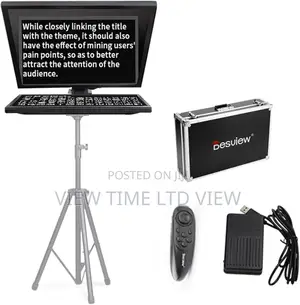 While closely linking the title
with the theme, it should also
have the effect of mining users'
pain points, so as to better
attract the attention of the
audience.
Desview
POSTED ON Jiji
VIEW TIME LTD VIEW